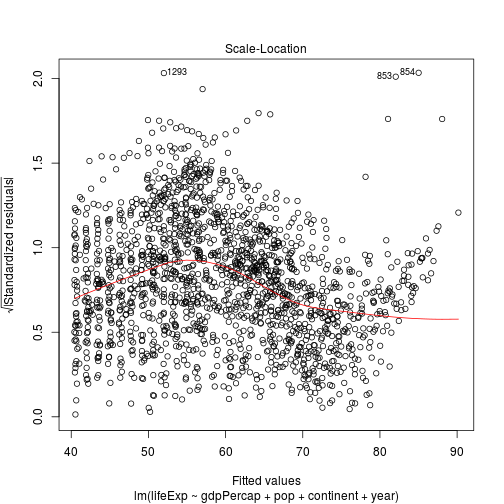 Scale-Location
√|Standardized residuals|
2.0
1.5
1.0
0.5
0.0
1293
853
854
40 50 60 70 80 90
Fitted values
lm(lifeExp ~ gdpPercap + pop + continent + year)